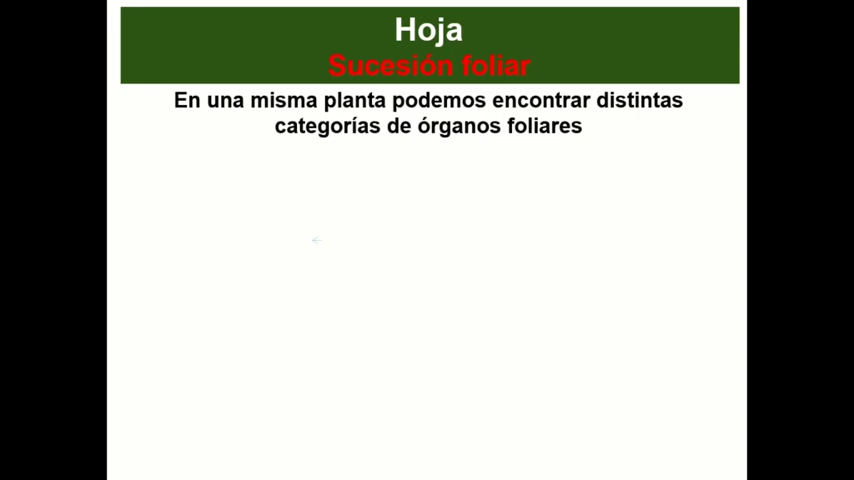 Hoja
Sucesión foliar
En una misma planta podemos encontrar distintas
categorías de órganos foliares